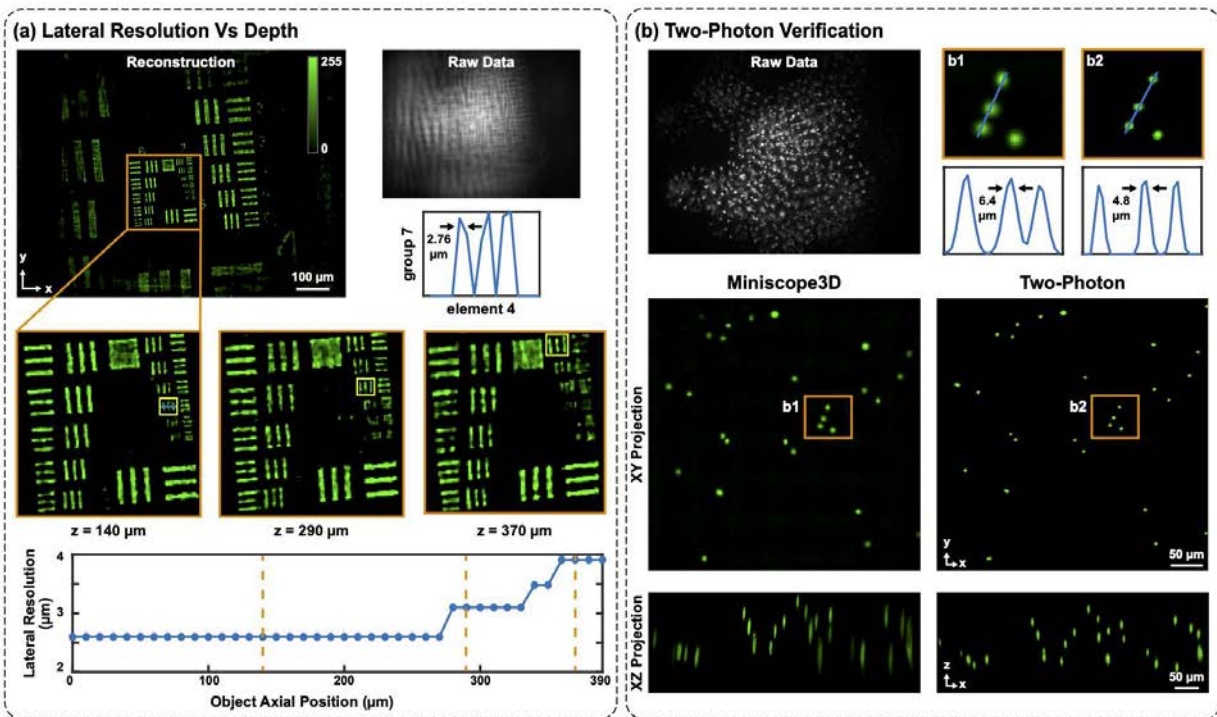 (a) Lateral Resolution Vs Depth
Reconstruction
255
0
y
x
100 µm
Raw Data
group 7
2.76
µm
element 4
z = 140 µm
z = 290 µm
z = 370 µm
Lateral Resolution
(µm)
4
3
2
0
100
200
300
390
Object Axial Position (µm)
(b) Two-Photon Verification
Raw Data
b1
b2
6.4
µm
4.8
µm
Miniscope3D
Two-Photon
XY Projection
b1
b2
y
x
50 µm
XZ Projection
z
x
50 µm